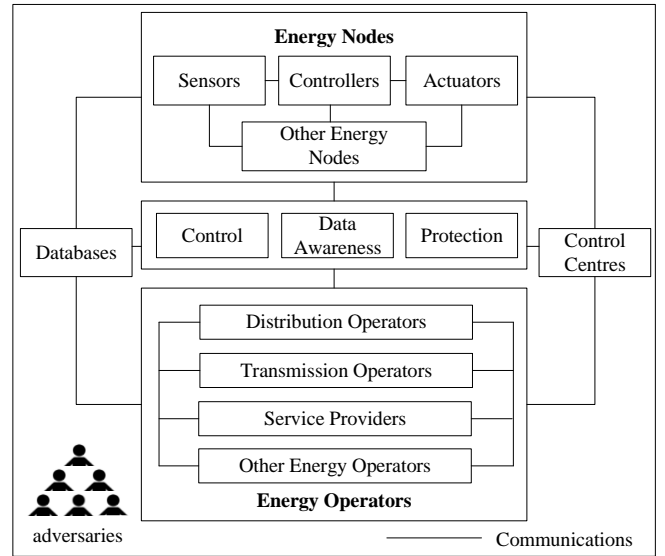 Energy Nodes
Sensors
Controllers
Actuators
Other Energy
Nodes
Control
Data
Awareness
Protection
Databases
Control
Centres
Distribution Operators
Transmission Operators
Service Providers
Other Energy Operators
Energy Operators
adversaries
Communications